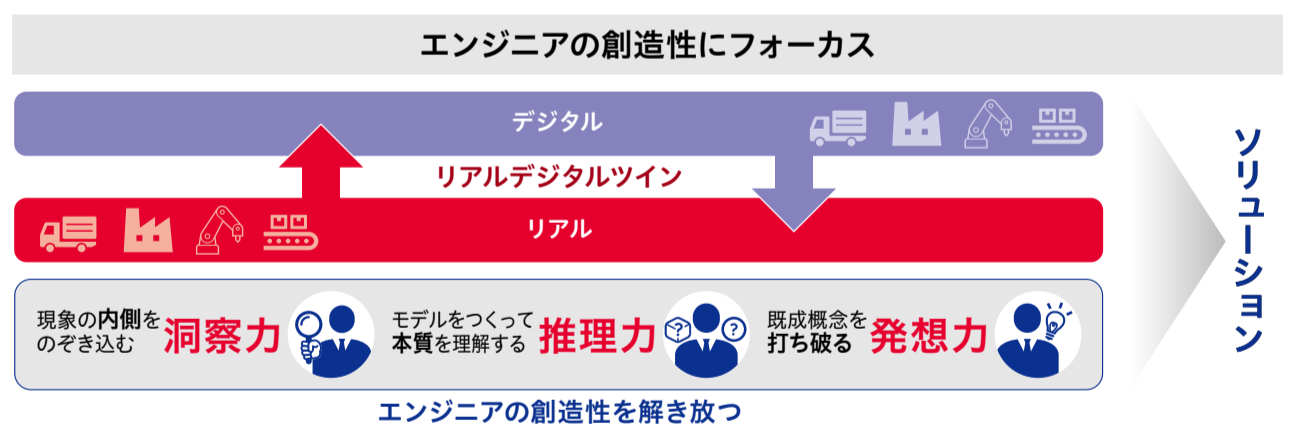 エンジニアの創造性にフォーカス
デジタル
リアルデジタルツイン
リアル
現象の内側を
のぞき込む
洞察力
モデルをつくって
本質を理解する
推理力
?
?
既成概念を
打ち破る
発想力
エンジニアの創造性を解き放つ
ソリューション